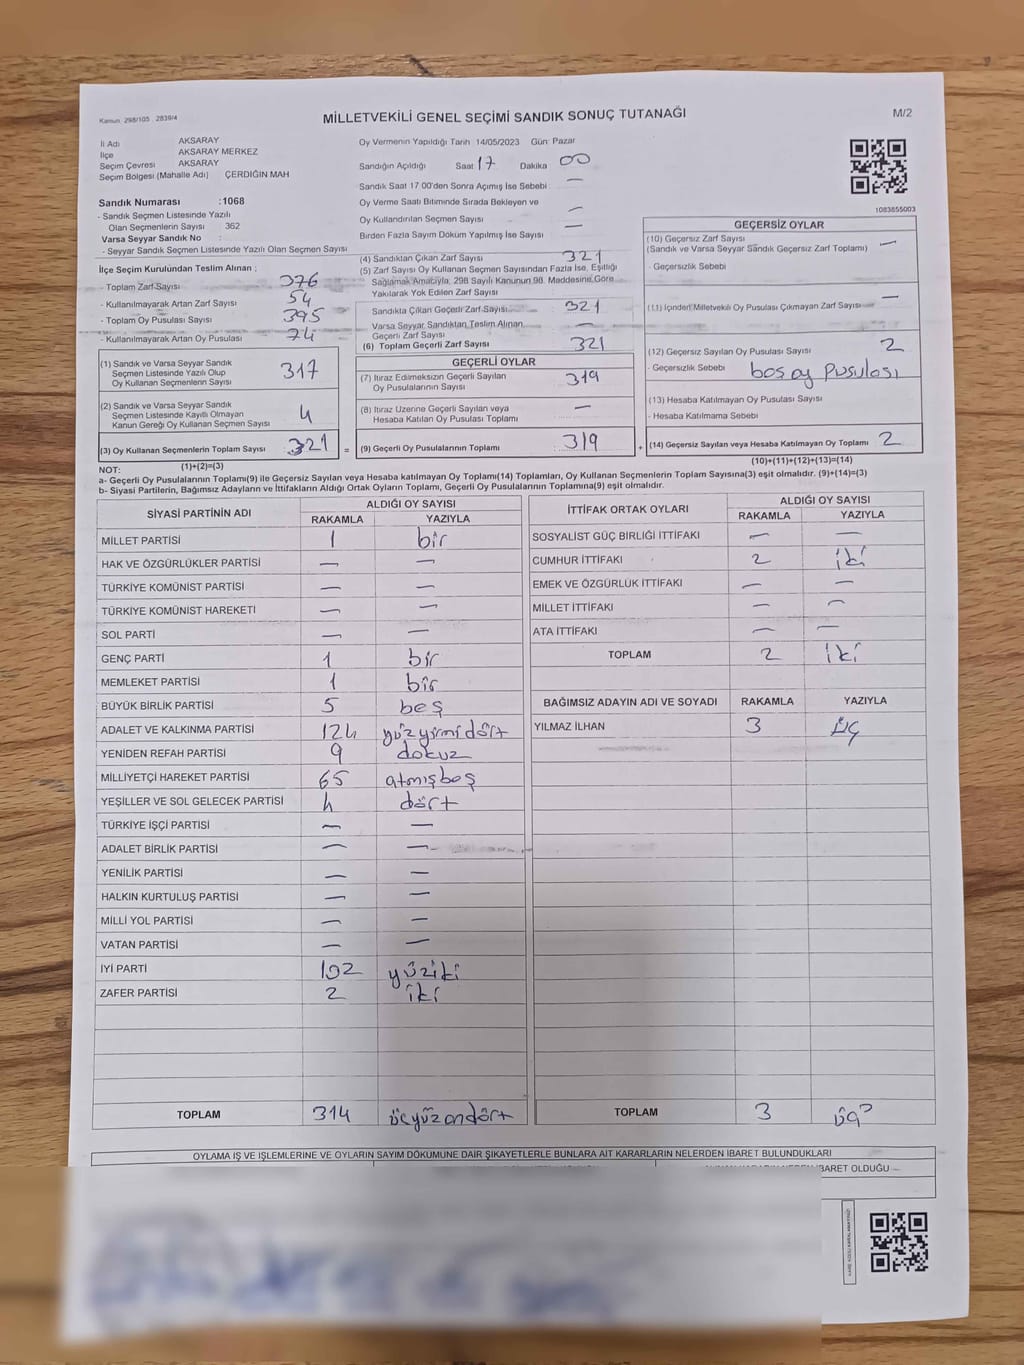 Kanun 298/105 . 2839/4
MİLLETVEKİLİ GENEL SEÇİMİ SANDIK SONUÇ TUTANAĞI
M/2
İl Adı AKSARAY
İlçe AKSARAY MERKEZ
Seçim Çevresi AKSARAY
Seçim Bölgesi (Mahalle Adı) ÇERDİĞİN MAH
Sandık Numarası :1068
- Sandık Seçmen Listesinde Yazılı
Olan Seçmenlerin Sayısı : 362
Varsa Seyyar Sandık No :
- Seyyar Sandık Seçmen Listesinde Yazılı Olan Seçmen Sayısı
İlçe Seçim Kurulundan Teslim Alınan ;
- Toplam Zarf Sayısı 376
- Kullanılmayarak Artan Zarf Sayısı 54
- Toplam Oy Pusulası Sayısı 395
- Kullanılmayarak Artan Oy Pusulası 74
(1) Sandık ve Varsa Seyyar Sandık
Seçmen Listesinde Yazılı Olup
Oy Kullanan Seçmenlerin Sayısı 317
(2) Sandık ve Varsa Seyyar Sandık
Seçmen Listesinde Kayıtlı Olmayan
Kanun Gereği Oy Kullanan Seçmen Sayısı 4
(3) Oy Kullanan Seçmenlerin Toplam Sayısı 321 =
(1)+(2)=(3)
Oy Vermenin Yapıldığı Tarih 14/05/2023 Gün: Pazar
Sandığın Açıldığı Saat 17 Dakika 00
Sandık Saat 17 00'den Sonra Açımış İse Sebebi —
Oy Verme Saati Bitiminde Sırada Bekleyen ve
Oy Kullandırılan Seçmen Sayısı —
Birden Fazla Sayım Döküm Yapılmış İse Sayısı —
(4) Sandıktan Çıkan Zarf Sayısı 321
(5) Zarf Sayısı Oy Kullanan Seçmen Sayısından Fazla İse, Eşitliği
Sağlamak Amacıyla, 298 Sayılı Kanunun 98. Maddesine Göre
Yakılarak Yok Edilen Zarf Sayısı
Sandıkta Çıkan Geçerli Zarf Sayısı 321
Varsa Seyyar Sandıktan Teslim Alınan
Geçerli Zarf Sayısı —
(6) Toplam Geçerli Zarf Sayısı 321
GEÇERLİ OYLAR
(7) İtiraz Edilmeksizin Geçerli Sayılan
Oy Pusulalarının Sayısı 319
(8) İtiraz Üzerine Geçerli Sayılan veya
Hesaba Katılan Oy Pusulası Toplamı —
(9) Geçerli Oy Pusulalarının Toplamı 319 +
1083855003
GEÇERSİZ OYLAR
(10) Geçersiz Zarf Sayısı —
(Sandık ve Varsa Seyyar Sandık Geçersiz Zarf Toplamı)
- Geçersizlik Sebebi
(11) İçinden Milletvekili Oy Pusulası Çıkmayan Zarf Sayısı —
(12) Geçersiz Sayılan Oy Pusulası Sayısı 2
- Geçersizlik Sebebi boş oy pusulası
(13) Hesaba Katılmayan Oy Pusulası Sayısı
- Hesaba Katılmama Sebebi
(14) Geçersiz Sayılan veya Hesaba Katılmayan Oy Toplamı 2
(10)+(11)+(12)+(13)=(14)
NOT:
a- Geçerli Oy Pusulalarının Toplamı(9) ile Geçersiz Sayılan veya Hesaba katılmayan Oy Toplamı(14) Toplamları, Oy Kullanan Seçmenlerin Toplam Sayısına(3) eşit olmalıdır. (9)+(14)=(3)
b- Siyasi Partilerin, Bağımsız Adayların ve İttifakların Aldığı Ortak Oyların Toplamı, Geçerli Oy Pusulalarının Toplamına(9) eşit olmalıdır.
SİYASİ PARTİNİN ADI ALDIĞI OY SAYISI
RAKAMLA YAZIYLA
MİLLET PARTİSİ 1 bir
HAK VE ÖZGÜRLÜKLER PARTİSİ — —
TÜRKİYE KOMÜNİST PARTİSİ — —
TÜRKİYE KOMÜNİST HAREKETİ — —
SOL PARTİ — —
GENÇ PARTİ 1 bir
MEMLEKET PARTİSİ 1 bir
BÜYÜK BİRLİK PARTİSİ 5 beş
ADALET VE KALKINMA PARTİSİ 124 yüzyirmidört
YENİDEN REFAH PARTİSİ 9 dokuz
MİLLİYETÇİ HAREKET PARTİSİ 65 atmışbeş
YEŞİLLER VE SOL GELECEK PARTİSİ 4 dört
TÜRKİYE İŞÇİ PARTİSİ — —
ADALET BİRLİK PARTİSİ — —
YENİLİK PARTİSİ — —
HALKIN KURTULUŞ PARTİSİ — —
MİLLİ YOL PARTİSİ — —
VATAN PARTİSİ — —
İYİ PARTİ 102 yüziki
ZAFER PARTİSİ 2 iki
TOPLAM 314 üçyüzondört
İTTİFAK ORTAK OYLARI ALDIĞI OY SAYISI
RAKAMLA YAZIYLA
SOSYALİST GÜÇ BİRLİĞİ İTTİFAKI — —
CUMHUR İTTİFAKI 2 iki
EMEK VE ÖZGÜRLÜK İTTİFAKI — —
MİLLET İTTİFAKI — —
ATA İTTİFAKI — —
TOPLAM 2 iki
BAĞIMSIZ ADAYIN ADI VE SOYADI RAKAMLA YAZIYLA
YILMAZ İLHAN 3 üç
TOPLAM 3 üç
OYLAMA İŞ VE İŞLEMLERİNE VE OYLARIN SAYIM DÖKÜMÜNE DAİR ŞİKAYETLERLE BUNLARA AİT KARARLARIN NELERDEN İBARET BULUNDUKLARI
İBARET OLDUĞU